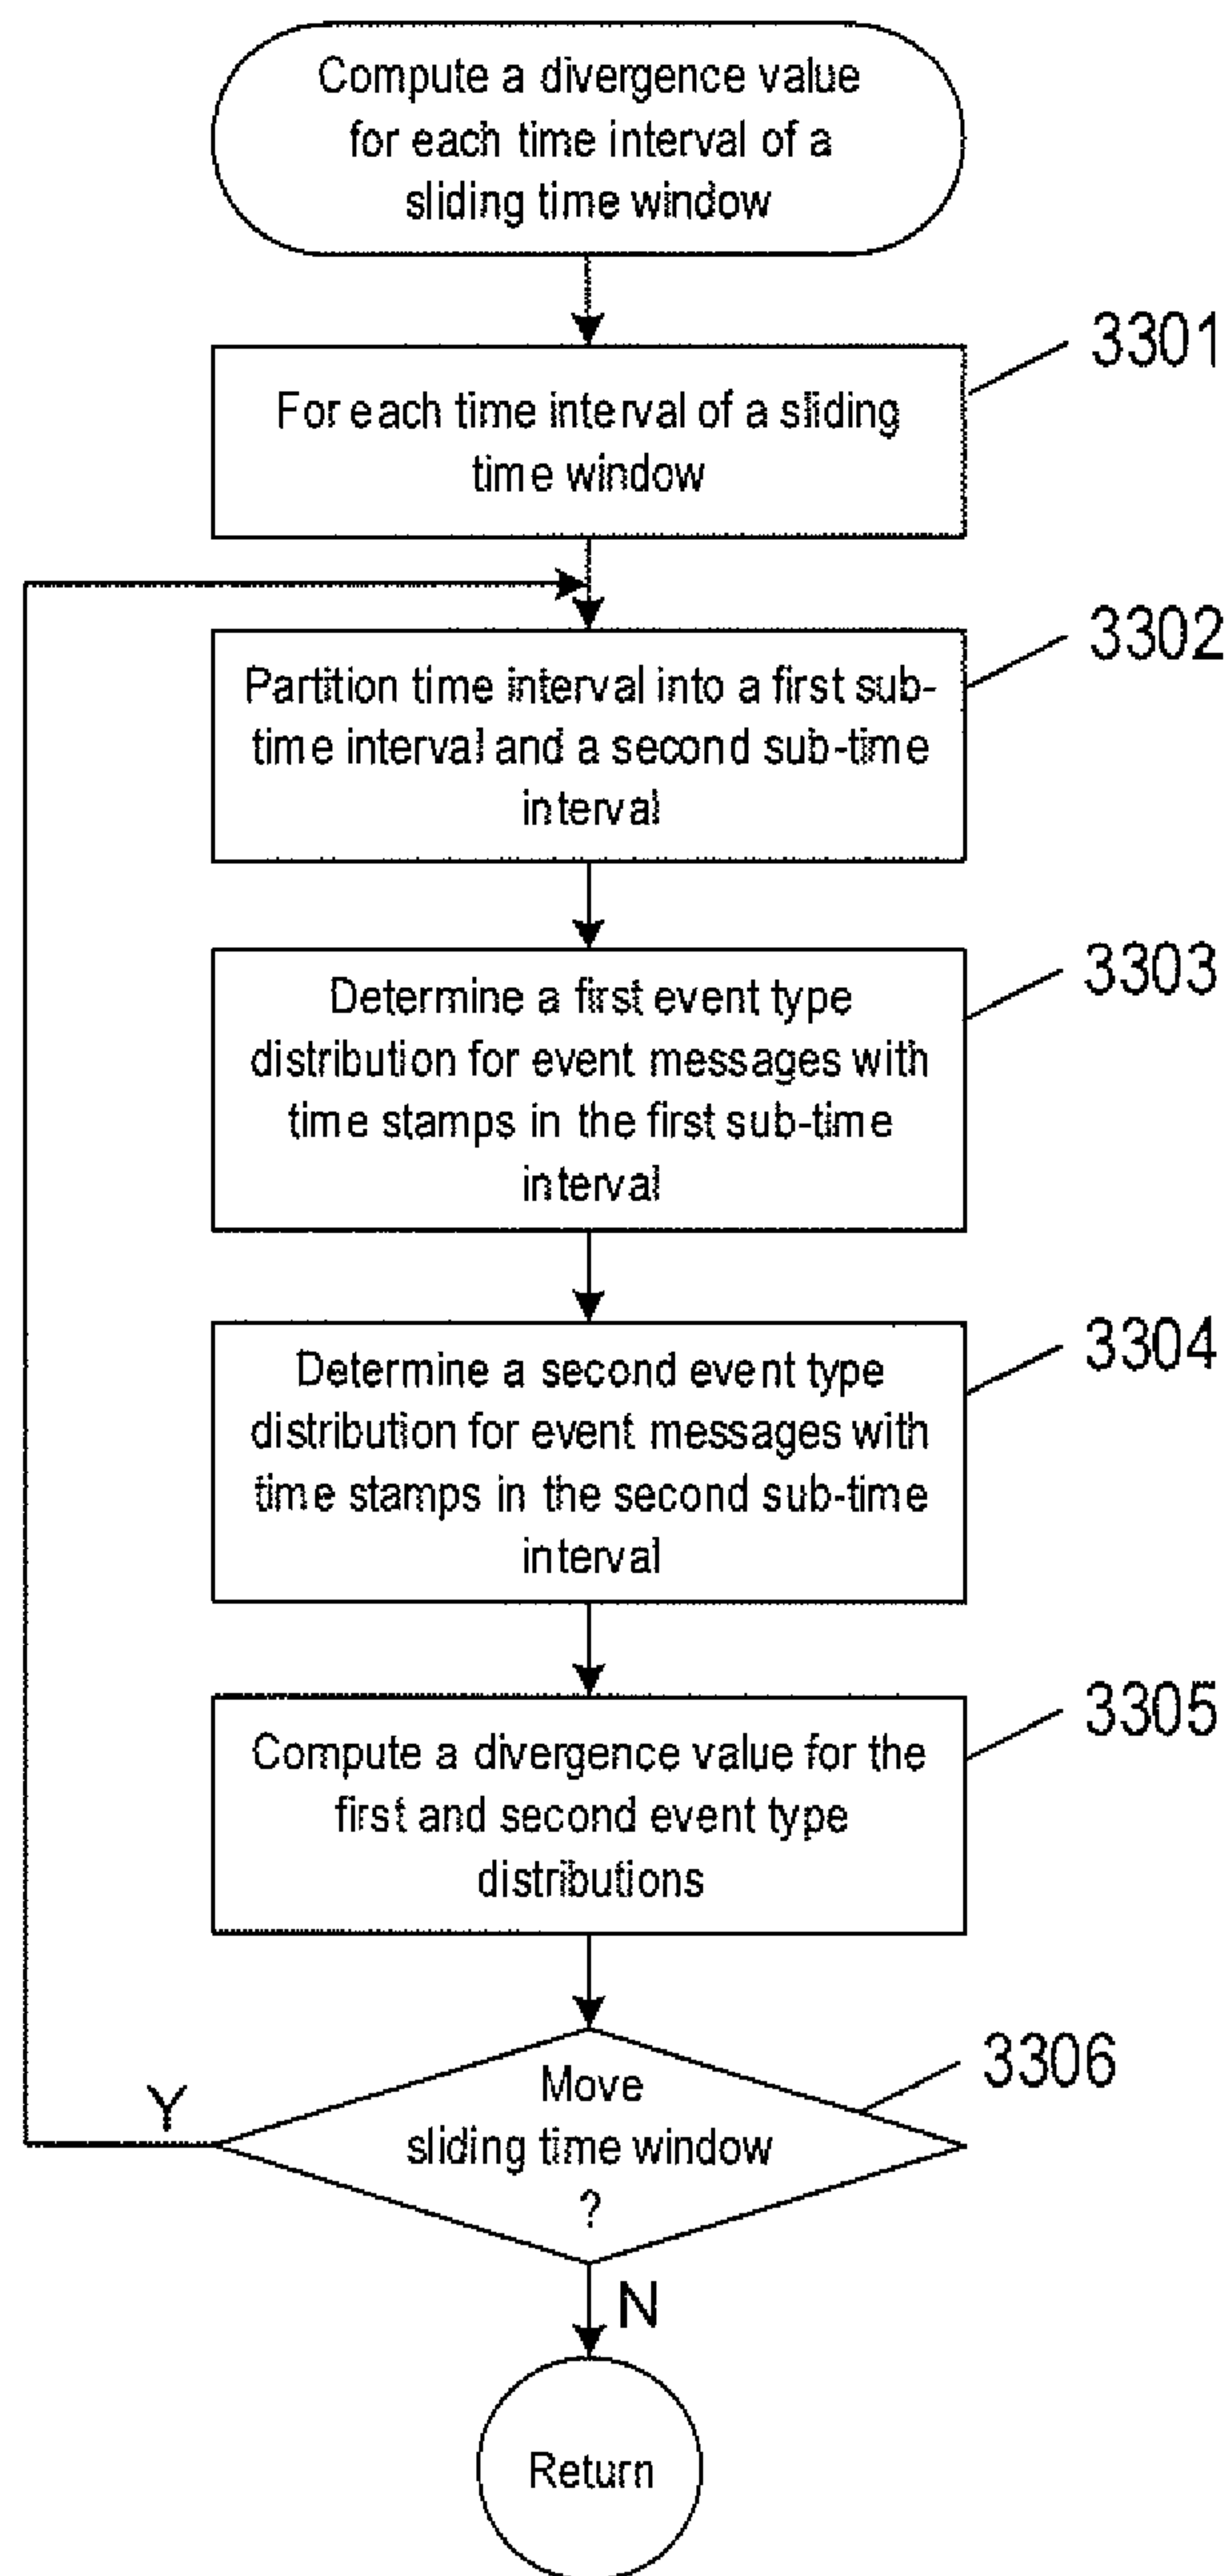 Compute a divergence value
for each time interval of a
sliding time window
3301
For each time interval of a sliding
time window
3302
Partition time interval into a first sub-
time interval and a second sub-time
interval
3303
Determine a first event type
distribution for event messages with
time stamps in the first sub-time
interval
3304
Determine a second event type
distribution for event messages with
time stamps in the second sub-time
interval
3305
Compute a divergence value for the
first and second event type
distributions
3306
Move
sliding time window
?
Y
N
Return